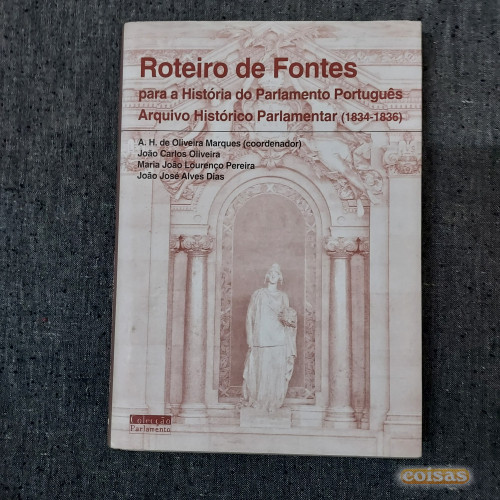 Roteiro de Fontes
para a História do Parlamento Português
Arquivo Histórico Parlamentar (1834-1836)
A. H. de Oliveira Marques (coordenador)
João Carlos Oliveira
Maria João Lourenço Pereira
João José Alves Dias
Colecção
Parlamento
coisas